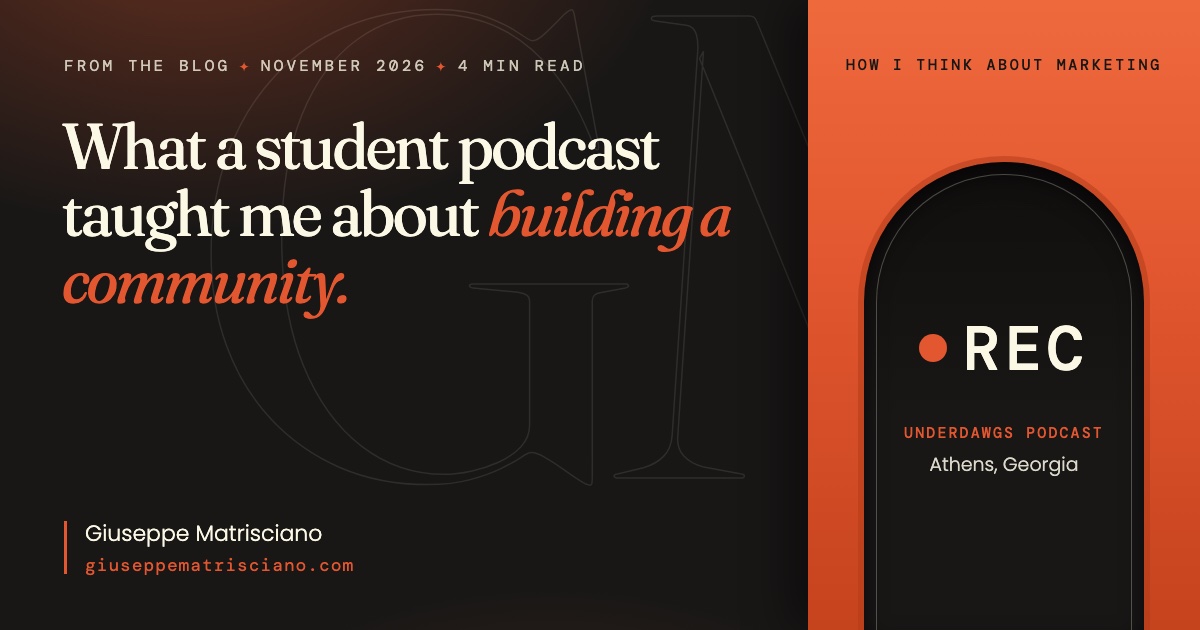 FROM THE BLOG ✦ NOVEMBER 2026 ✦ 4 MIN READ
What a student podcast
taught me about building a
community.
Giuseppe Matrisciano
giuseppematrisciano.com
HOW I THINK ABOUT MARKETING
REC
UNDERDAWGS PODCAST
Athens, Georgia
GM